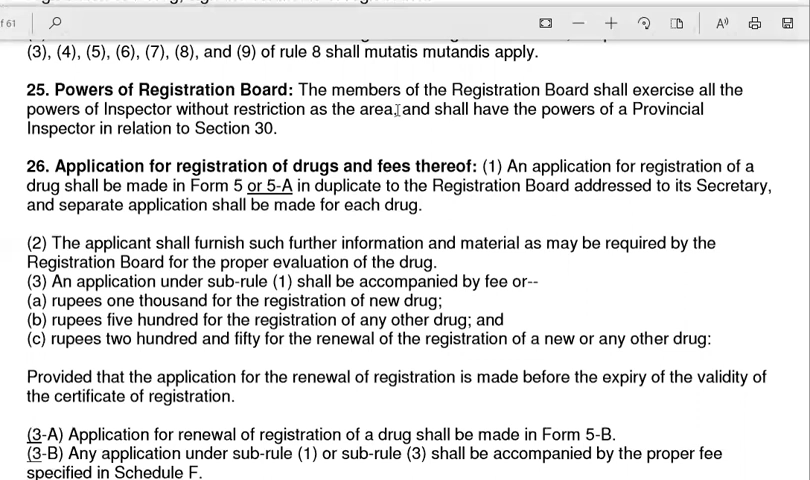 f 61
A
(3), (4), (5), (6), (7), (8), and (9) of rule 8 shall mutatis mutandis apply.
25. Powers of Registration Board: The members of the Registration Board shall exercise all the
powers of Inspector without restriction as the area, and shall have the powers of a Provincial
Inspector in relation to Section 30.
26. Application for registration of drugs and fees thereof: (1) An application for registration of a
drug shall be made in Form 5 or 5-A in duplicate to the Registration Board addressed to its Secretary,
and separate application shall be made for each drug.
(2) The applicant shall furnish such further information and material as may be required by the
Registration Board for the proper evaluation of the drug.
(3) An application under sub-rule (1) shall be accompanied by fee or--
(a) rupees one thousand for the registration of new drug;
(b) rupees five hundred for the registration of any other drug; and
(c) rupees two hundred and fifty for the renewal of the registration of a new or any other drug:
Provided that the application for the renewal of registration is made before the expiry of the validity of
the certificate of registration.
(3-A) Application for renewal of registration of a drug shall be made in Form 5-B.
(3-B) Any application under sub-rule (1) or sub-rule (3) shall be accompanied by the proper fee
specified in Schedule F.